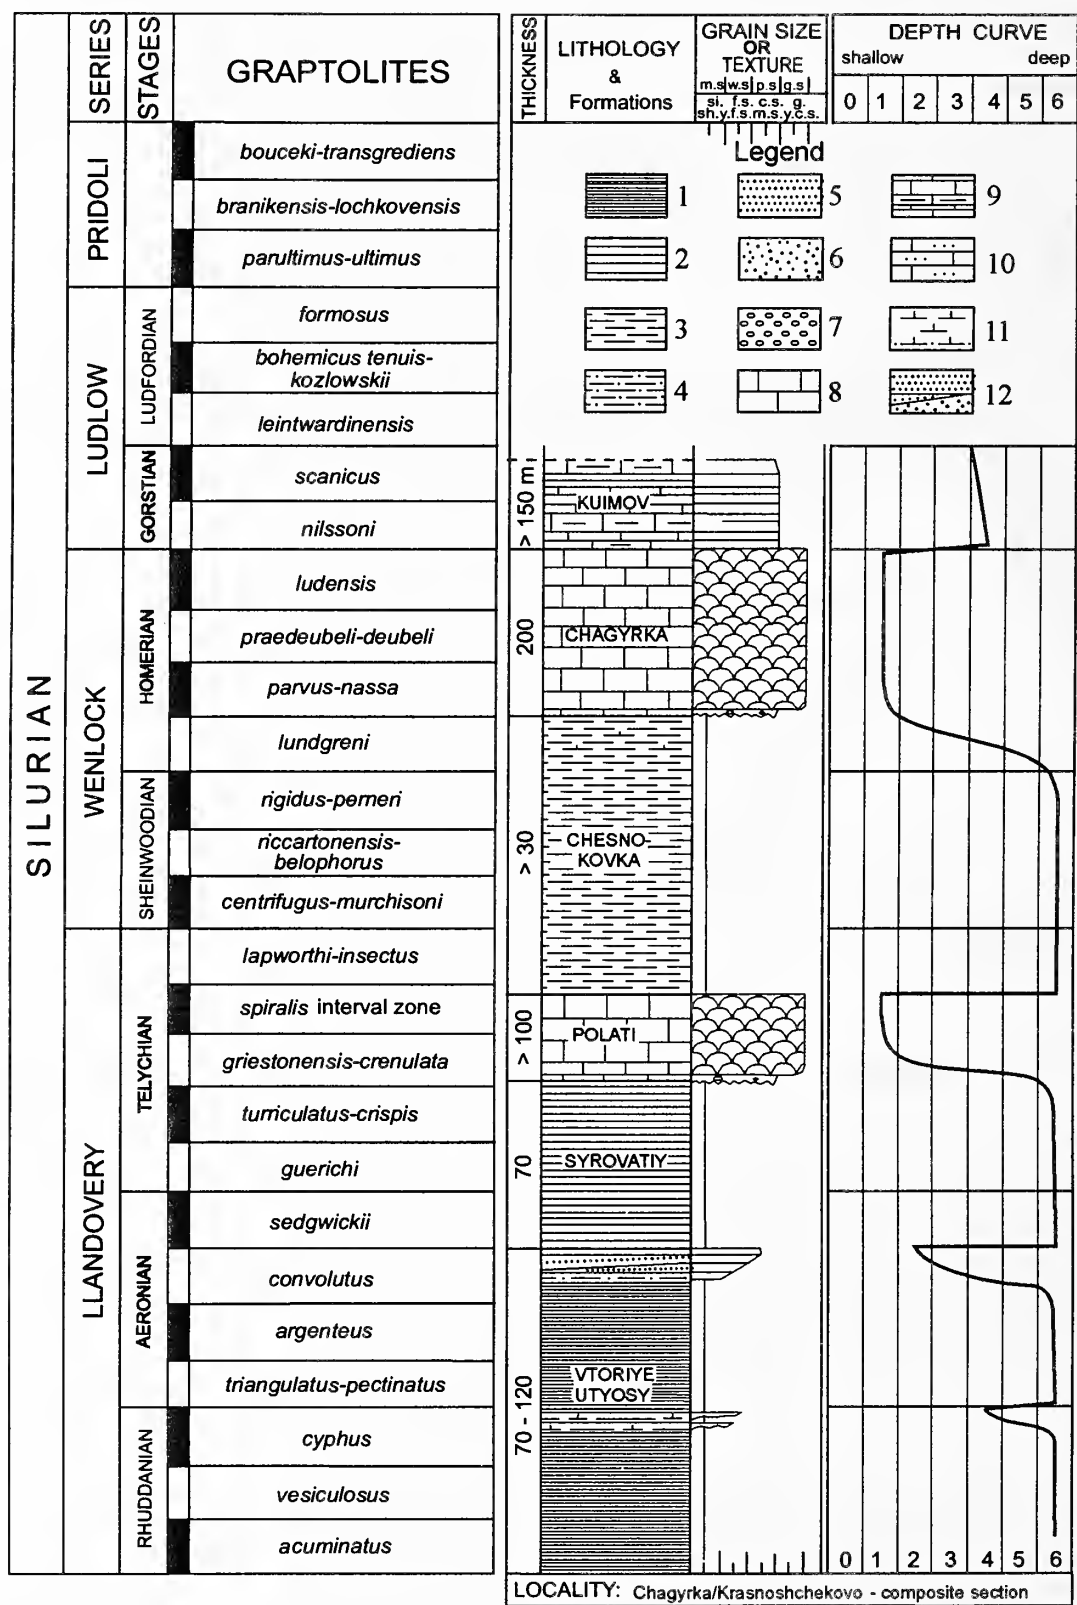 SERIES
STAGES
GRAPTOLITES
THICKNESS
LITHOLOGY
&
Formations
GRAIN SIZE
OR
TEXTURE
m.s w.s p.s g.s
si. f.s. c.s. g.
sh.y.f.s.m.s.y.c.s.
DEPTH CURVE
shallow deep
0 1 2 3 4 5 6
SILURIAN
PRIDOLI
bouceki-transgrediens
branikensis-lochkovensis
parultimus-ultimus
LUDLOW
LUDFORDIAN
formosus
bohemicus tenuis-
kozlowskii
leintwardinensis
GORSTIAN
scanicus
nilssoni
WENLOCK
HOMERIAN
ludensis
praedeubeli-deubeli
parvus-nassa
lundgreni
SHEINWOODIAN
rigidus-perneri
riccartonensis-
belophorus
centrifugus-murchisoni
LLANDOVERY
TELYCHIAN
lapworthi-insectus
spiralis interval zone
griestonensis-crenulata
turriculatus-crispis
guerichi
AERONIAN
sedgwickii
convolutus
argenteus
triangulatus-pectinatus
RHUDDANIAN
cyphus
vesiculosus
acuminatus
Legend
1 5 9
2 6 10
3 7 11
4 8 12
> 150 m
KUIMOV
200
CHAGYRKA
> 30
CHESNO-
KOVKA
> 100
POLATI
70
SYROVATIY
70 - 120
VTORIYE
UTYOSY
0 1 2 3 4 5 6
LOCALITY: Chagyrka/Krasnoshchekovo - composite section